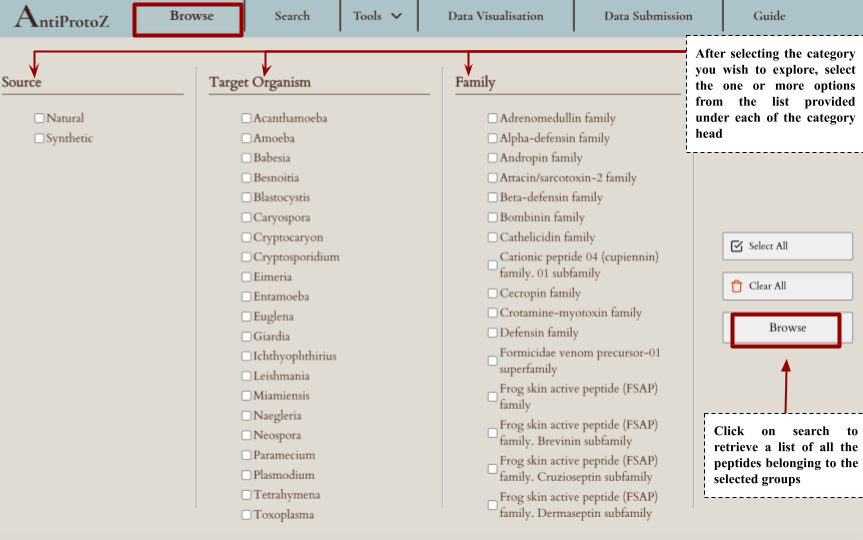 AntiProtoZ
Browse
Search
Tools
Data Visualisation
Data Submission
Guide
After selecting the category
you wish to explore, select
the one or more options
from the list provided
under each of the category
head
Source
Natural
Synthetic
Target Organism
Acanthamoeba
Amoeba
Babesia
Besnoitia
Blastocystis
Caryospora
Cryptocaryon
Cryptosporidium
Eimeria
Entamoeba
Euglena
Giardia
Ichthyophthirius
Leishmania
Miamiensis
Naegleria
Neospora
Paramecium
Plasmodium
Tetrahymena
Toxoplasma
Family
Adrenomedullin family
Alpha-defensin family
Andropin family
Attacin/sarcotoxin-2 family
Beta-defensin family
Bombinin family
Cathelicidin family
Cationic peptide 04 (cupiennin)
family. 01 subfamily
Cecropin family
Crotamine-myotoxin family
Defensin family
Formicidae venom precursor-01
superfamily
Frog skin active peptide (FSAP)
family
Frog skin active peptide (FSAP)
family. Brevinin subfamily
Frog skin active peptide (FSAP)
family. Cruzioseptin subfamily
Frog skin active peptide (FSAP)
family. Dermaseptin subfamily
Select All
Clear All
Browse
Click on search to
retrieve a list of all the
peptides belonging to the
selected groups